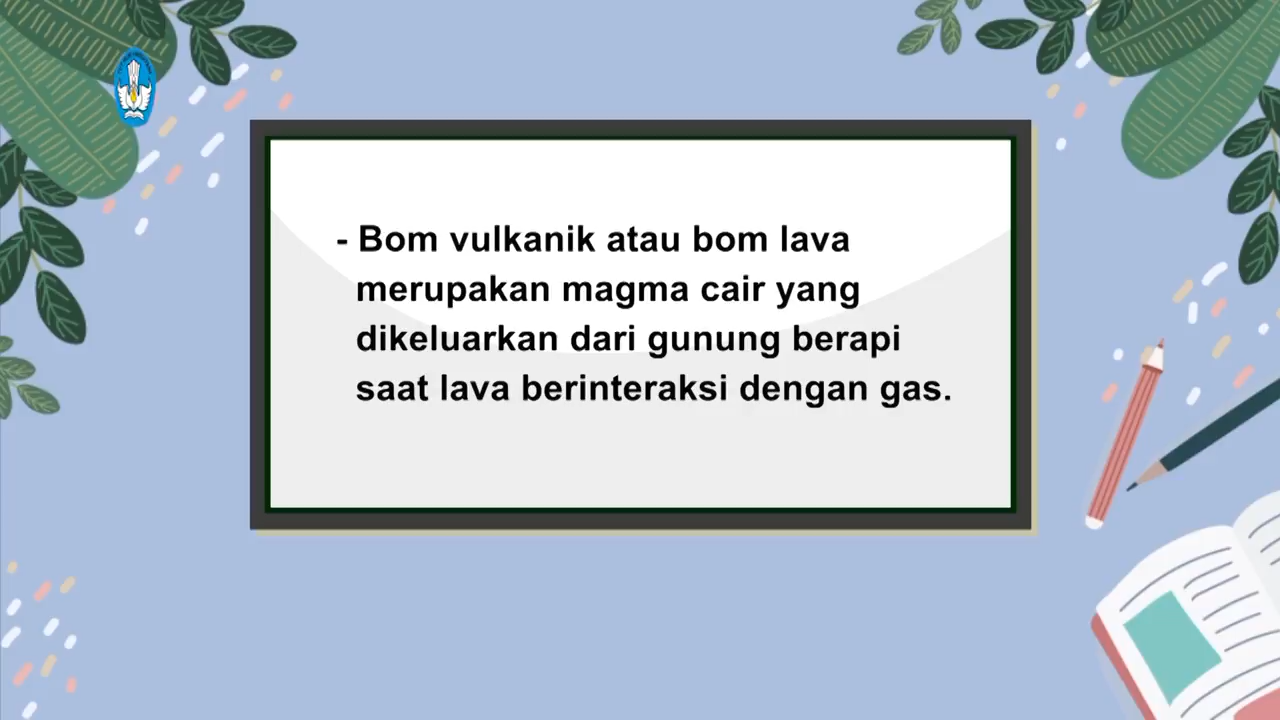 - Bom vulkanik atau bom lava
merupakan magma cair yang
dikeluarkan dari gunung berapi
saat lava berinteraksi dengan gas.